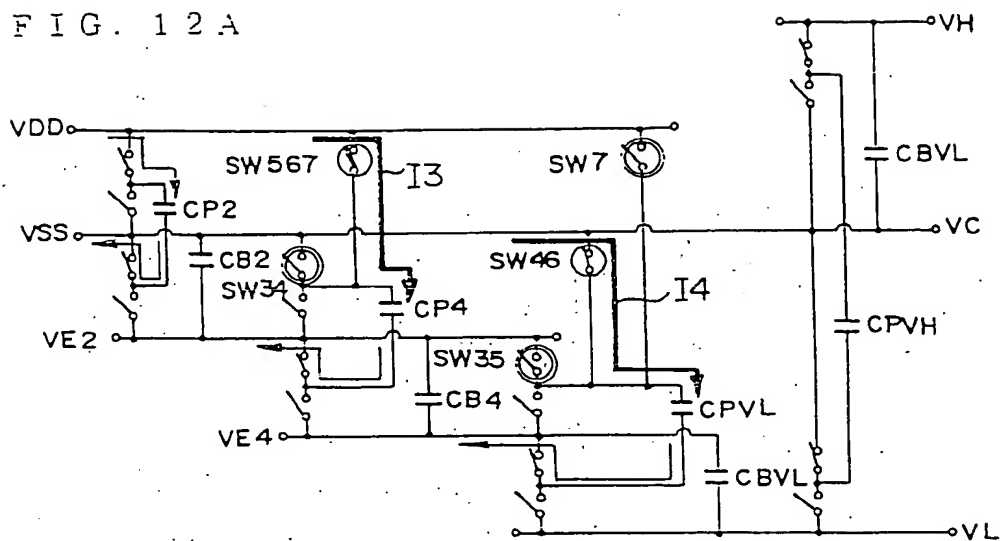 FIG. 12A
VH
VDD
SW567
I3
SW7
CBVL
CP2
VSS
VC
CB2
SW34
SW46
I4
CP4
CPVH
VE2
SW35
CB4
CPVL
VE4
CBVL
VL